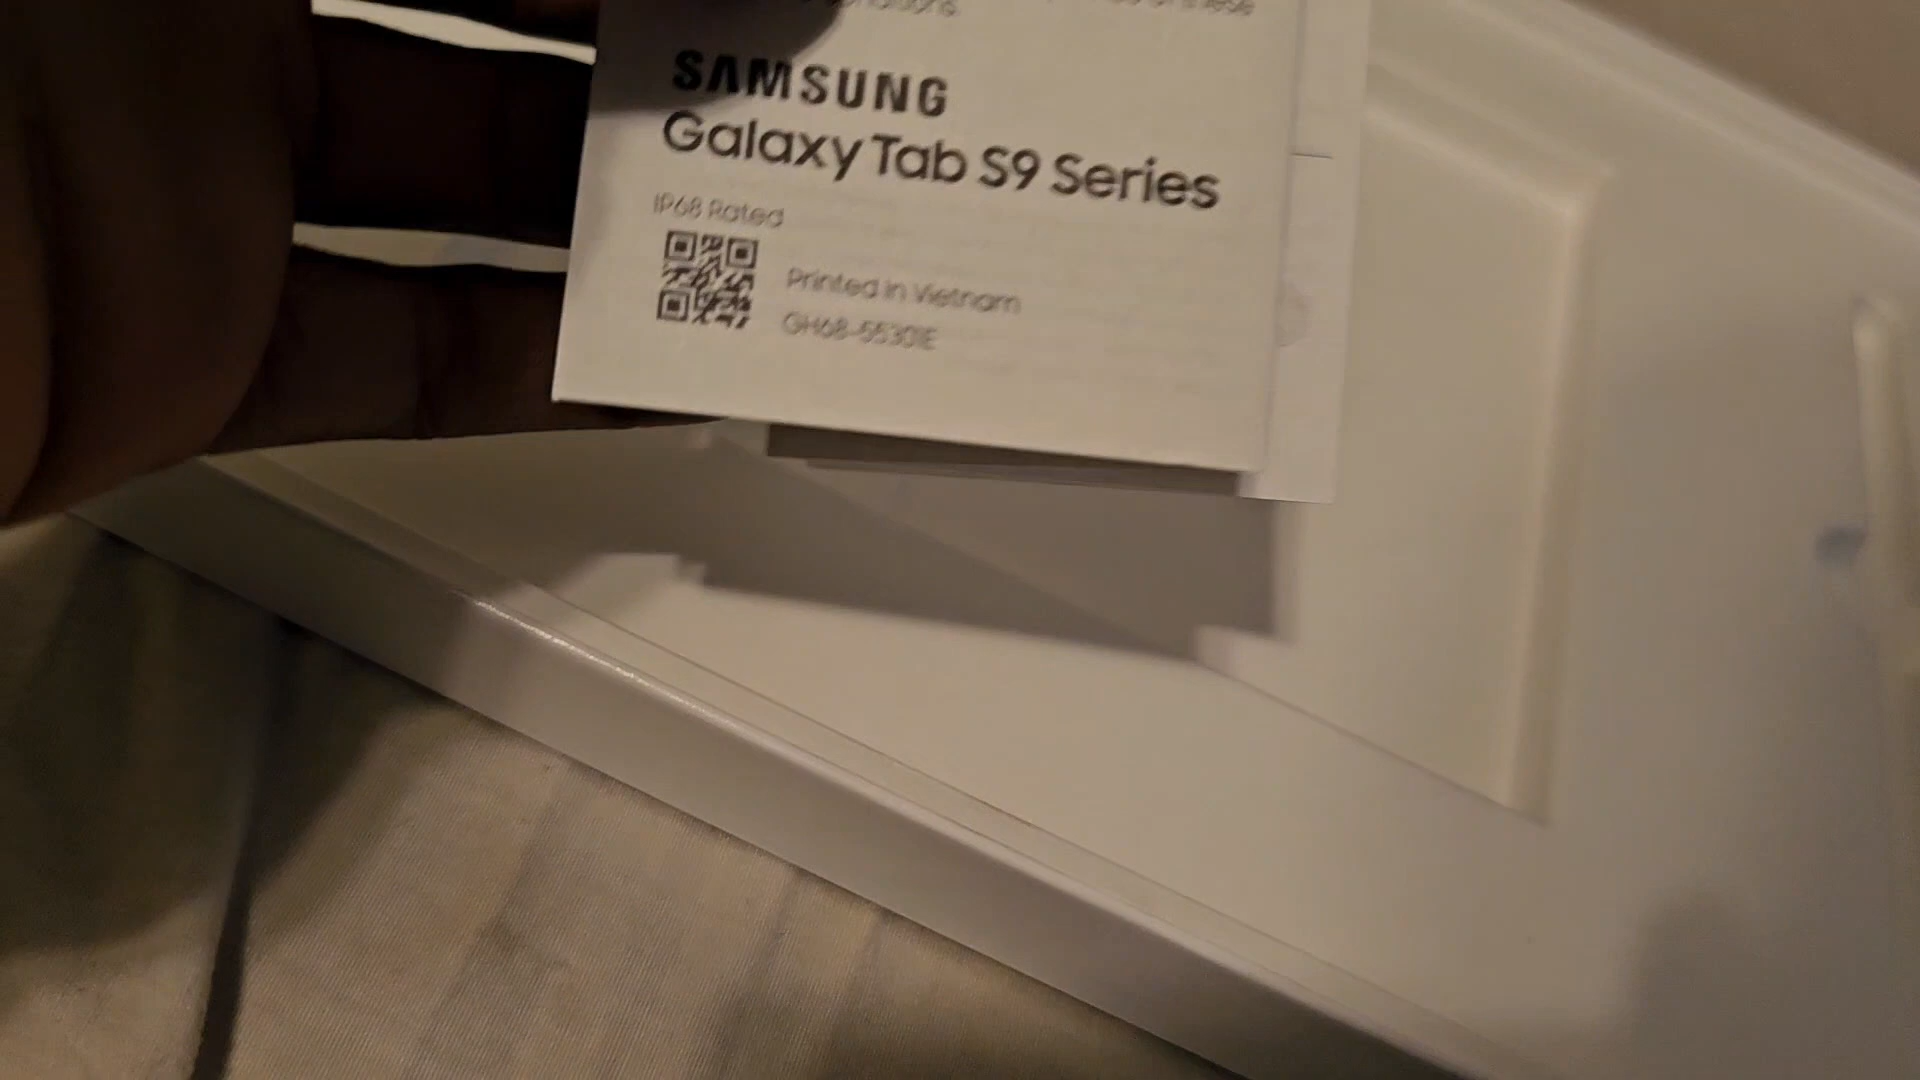 SAMSUNG
Galaxy Tab S9 Series
IP68 Rated
Printed in Vietnam
GH68-55301E